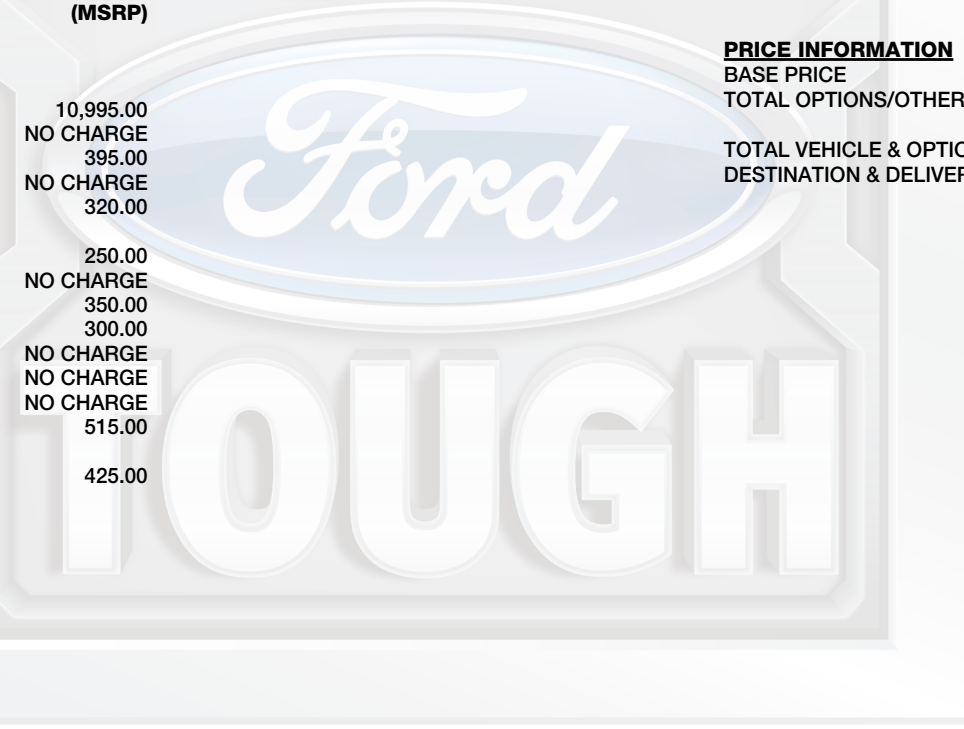 (MSRP)
10,995.00
NO CHARGE
395.00
NO CHARGE
320.00
250.00
NO CHARGE
350.00
300.00
NO CHARGE
NO CHARGE
NO CHARGE
515.00
425.00
PRICE INFORMATION
BASE PRICE
TOTAL OPTIONS/OTHER
TOTAL VEHICLE & OPTIO
DESTINATION & DELIVER
Ford
TOUGH